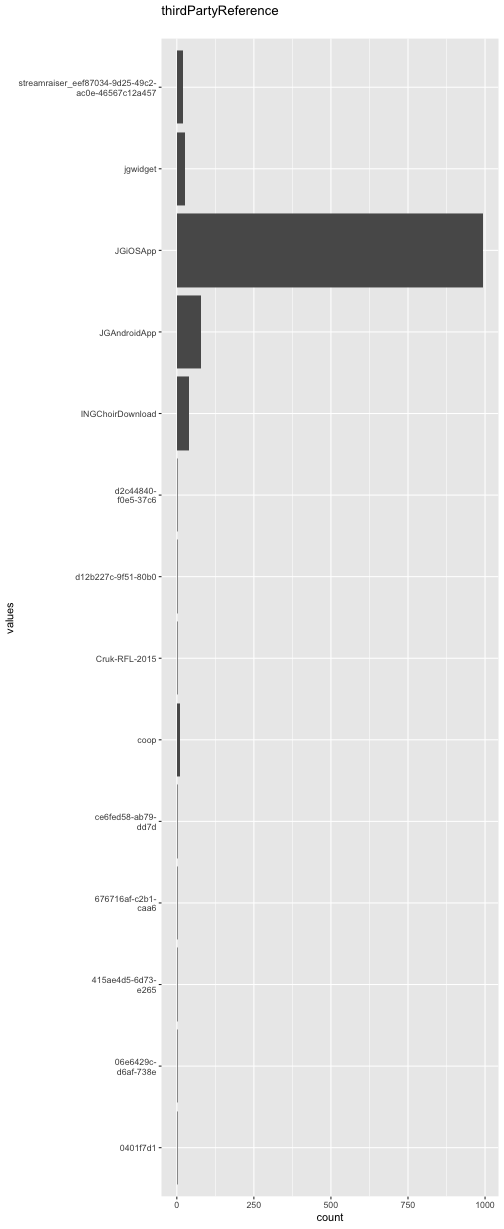 thirdPartyReference
streamraiser_eef87034-9d25-49c2-
ac0e-46567c12a457
jgwidget
JGiOSApp
JGAndroidApp
INGChoirDownload
d2c44840-
f0e5-37c6
d12b227c-9f51-80b0
Cruk-RFL-2015
coop
ce6fed58-ab79-
dd7d
676716af-c2b1-
caa6
415ae4d5-6d73-
e265
06e6429c-
d6af-738e
0401f7d1
values
0 250 500 750 1000
count